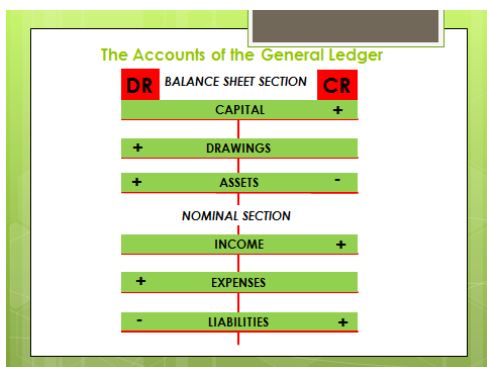 The Accounts of the General Ledger
DR BALANCE SHEET SECTION CR
CAPITAL +
+ DRAWINGS
+ ASSETS -
NOMINAL SECTION
INCOME +
+ EXPENSES
- LIABILITIES +